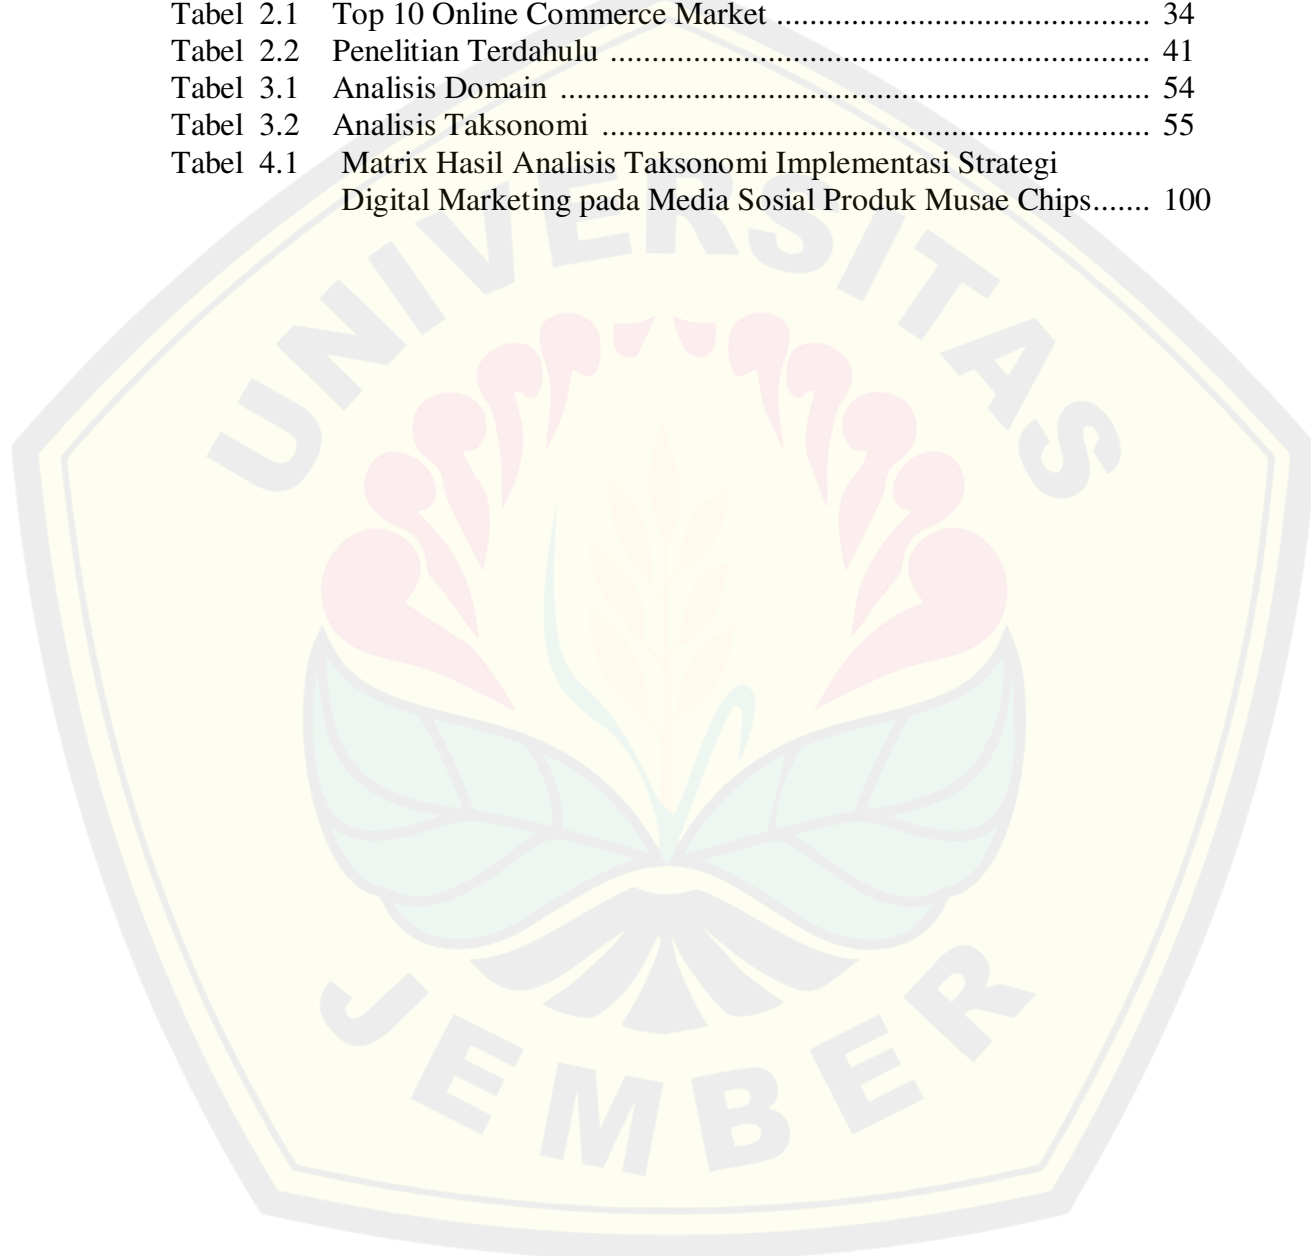 Tabel 2.1 Top 10 Online Commerce Market ............................................. 34
Tabel 2.2 Penelitian Terdahulu ................................................................. 41
Tabel 3.1 Analisis Domain ....................................................................... 54
Tabel 3.2 Analisis Taksonomi .................................................................. 55
Tabel 4.1 Matrix Hasil Analisis Taksonomi Implementasi Strategi
Digital Marketing pada Media Sosial Produk Musae Chips....... 100
UNIVERSITAS
JEMBER